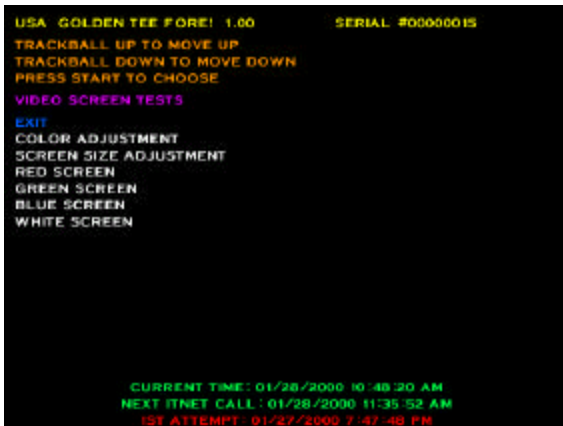 USA GOLDEN TEE FORE! 1.00 SERIAL #00000015
TRACKBALL UP TO MOVE UP
TRACKBALL DOWN TO MOVE DOWN
PRESS START TO CHOOSE
VIDEO SCREEN TESTS
EXIT
COLOR ADJUSTMENT
SCREEN SIZE ADJUSTMENT
RED SCREEN
GREEN SCREEN
BLUE SCREEN
WHITE SCREEN
CURRENT TIME: 01/28/2000 10:48:20 AM
NEXT ITNET CALL: 01/28/2000 11:35:52 AM
1ST ATTEMPT: 01/27/2000 7:47:48 PM